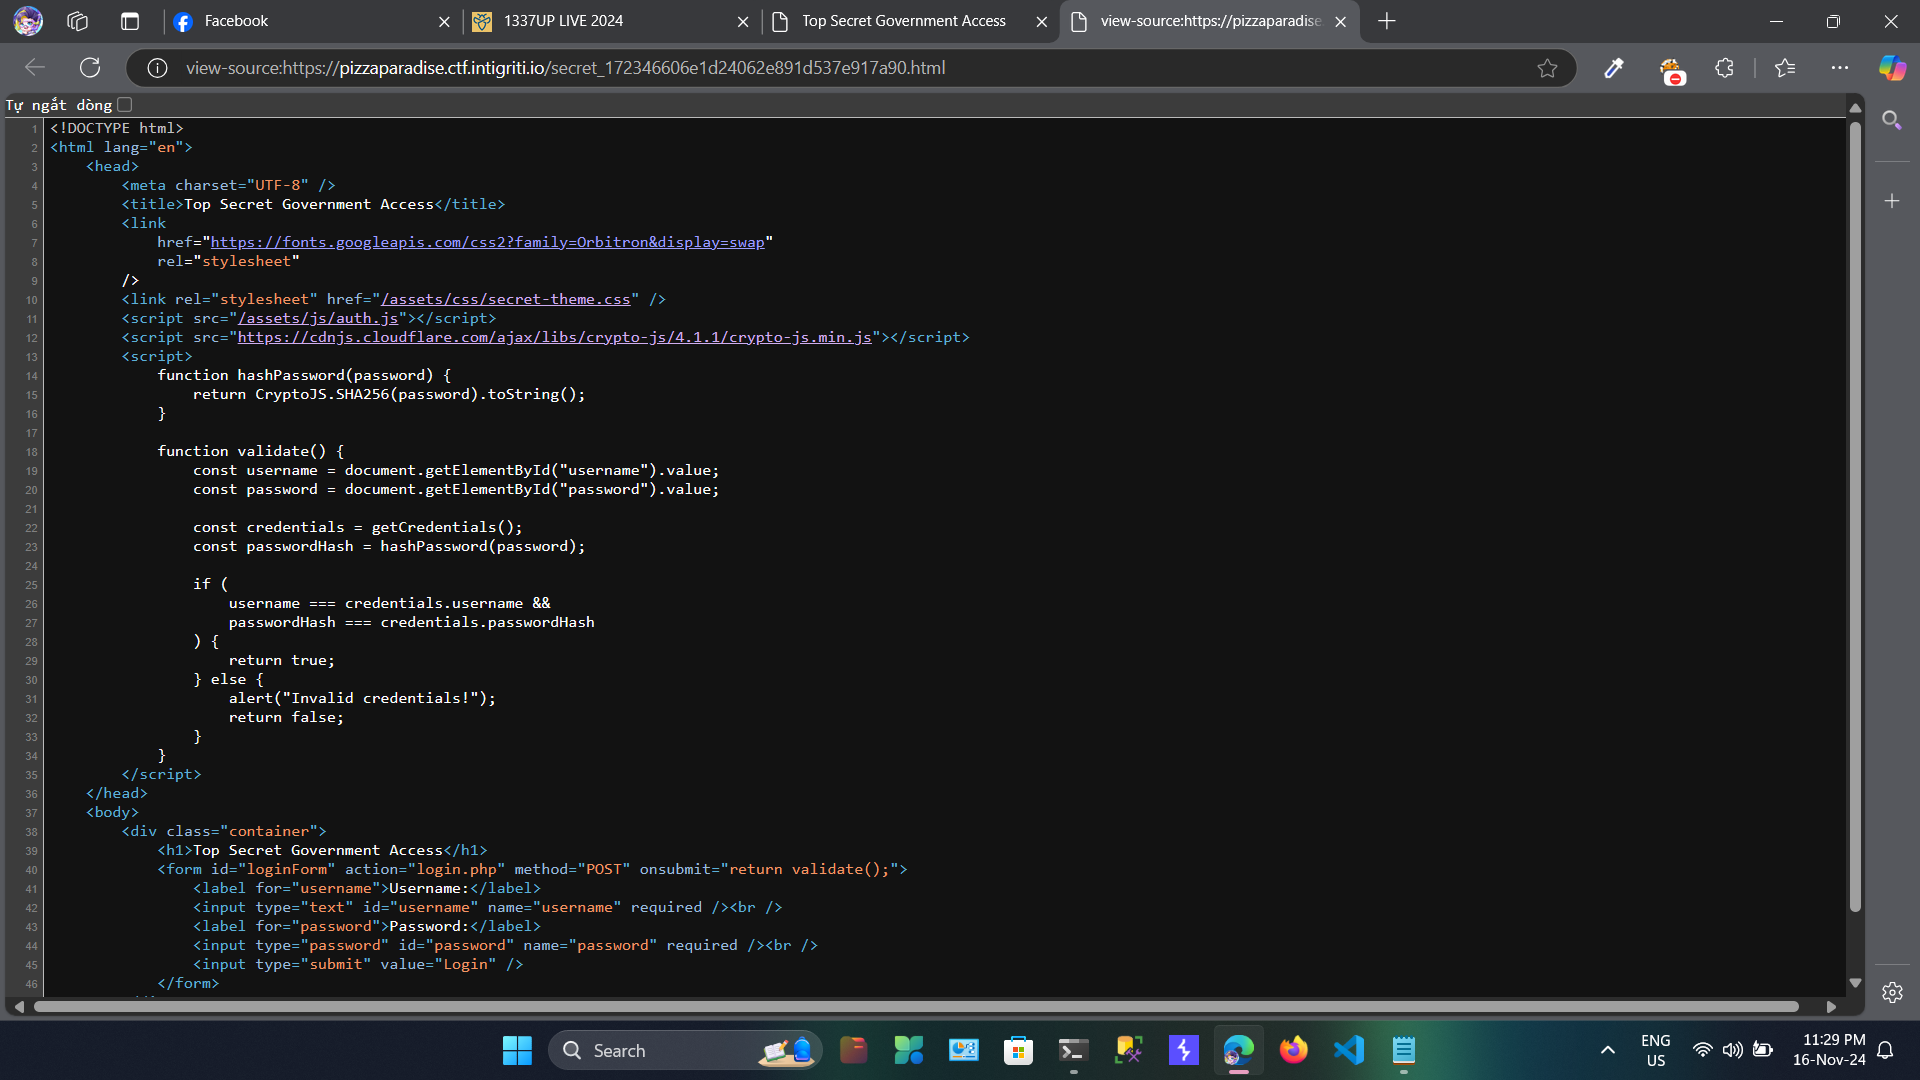 Facebook
1337UP LIVE 2024
Top Secret Government Access
view-source:https://pizzaparadise.
view-source:https://pizzaparadise.ctf.intigriti.io/secret_172346606e1d24062e891d537e917a90.html
Tự ngắt dòng
1 <!DOCTYPE html>
2 <html lang="en">
3 <head>
4 <meta charset="UTF-8" />
5 <title>Top Secret Government Access</title>
6 <link
7 href="https://fonts.googleapis.com/css2?family=Orbitron&display=swap"
8 rel="stylesheet"
9 />
10 <link rel="stylesheet" href="/assets/css/secret-theme.css" />
11 <script src="/assets/js/auth.js"></script>
12 <script src="https://cdnjs.cloudflare.com/ajax/libs/crypto-js/4.1.1/crypto-js.min.js"></script>
13 <script>
14 function hashPassword(password) {
15 return CryptoJS.SHA256(password).toString();
16 }
17
18 function validate() {
19 const username = document.getElementById("username").value;
20 const password = document.getElementById("password").value;
21
22 const credentials = getCredentials();
23 const passwordHash = hashPassword(password);
24
25 if (
26 username === credentials.username &&
27 passwordHash === credentials.passwordHash
28 ) {
29 return true;
30 } else {
31 alert("Invalid credentials!");
32 return false;
33 }
34 }
35 </script>
36 </head>
37 <body>
38 <div class="container">
39 <h1>Top Secret Government Access</h1>
40 <form id="loginForm" action="login.php" method="POST" onsubmit="return validate();">
41 <label for="username">Username:</label>
42 <input type="text" id="username" name="username" required /><br />
43 <label for="password">Password:</label>
44 <input type="password" id="password" name="password" required /><br />
45 <input type="submit" value="Login" />
46 </form>
Search
ENG
US
11:29 PM
16-Nov-24